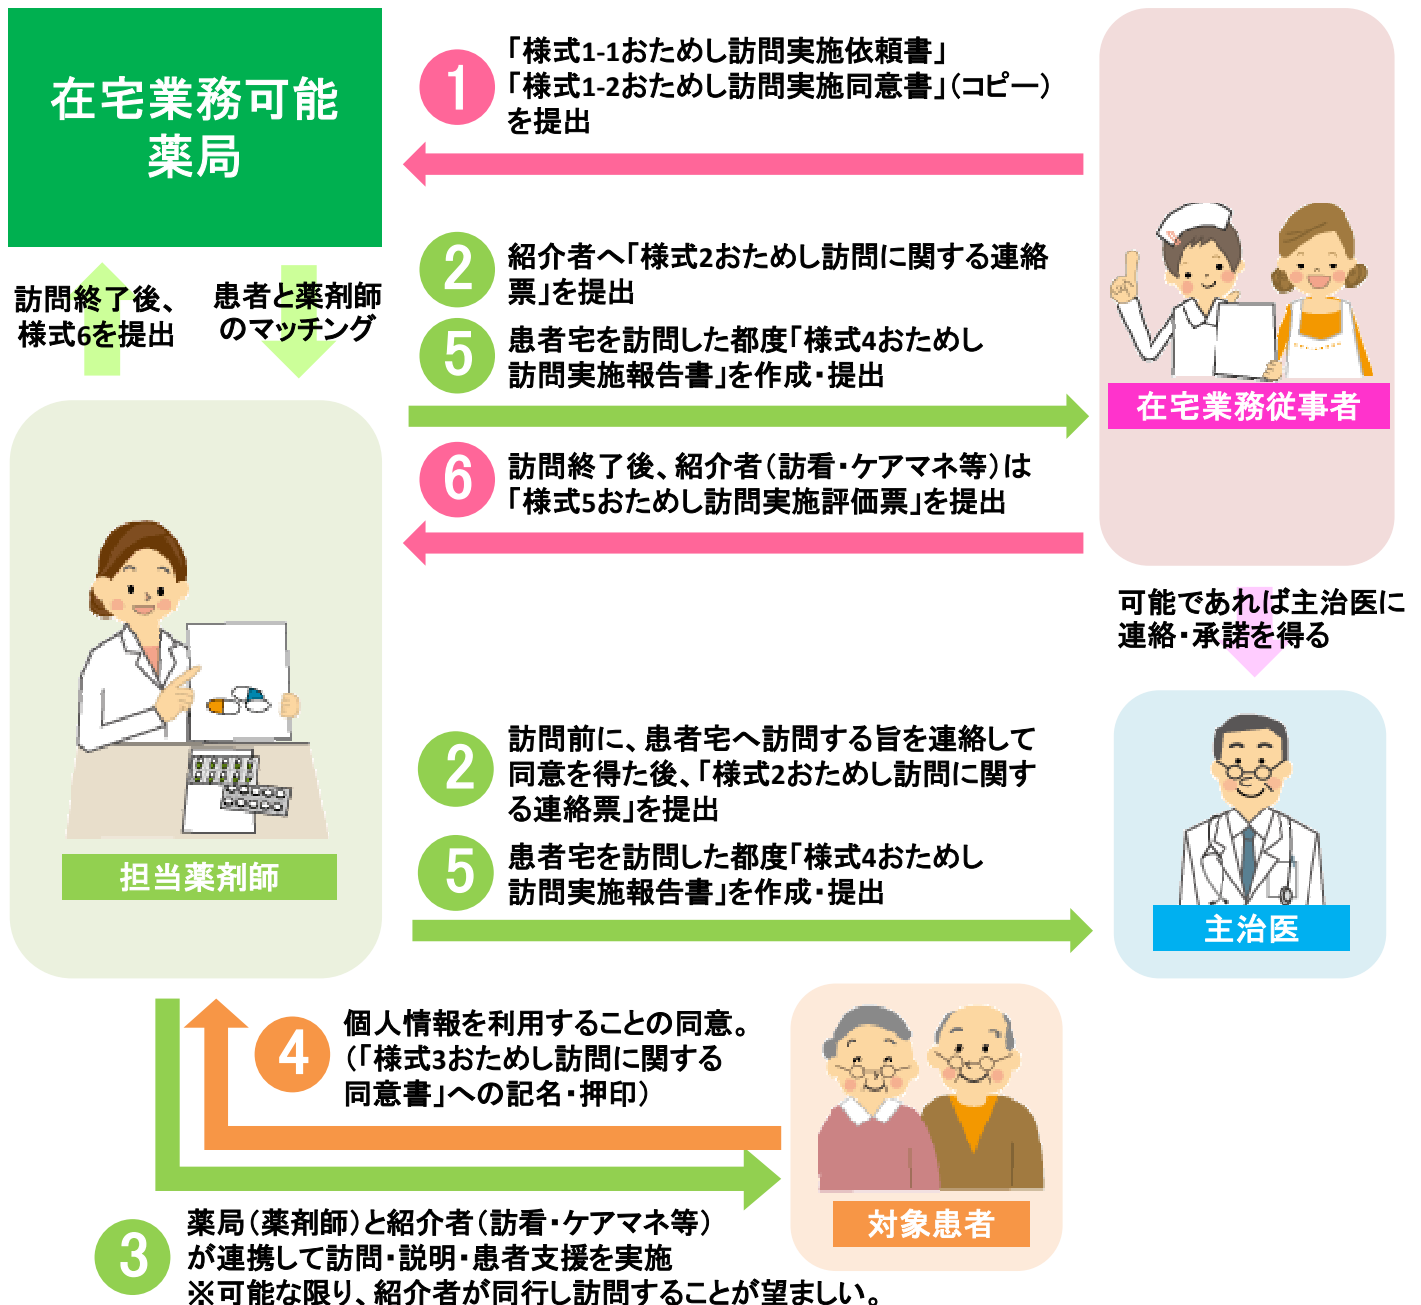 在宅業務可能
薬局
1
「様式1-1おためし訪問実施依頼書」
「様式1-2おためし訪問実施同意書」(コピー)
を提出
2
紹介者へ「様式2おためし訪問に関する連絡
票」を提出
5
患者宅を訪問した都度「様式4おためし
訪問実施報告書」を作成・提出
訪問終了後、
様式6を提出
患者と薬剤師
のマッチング
在宅業務従事者
6
訪問終了後、紹介者(訪看・ケアマネ等)は
「様式5おためし訪問実施評価票」を提出
可能であれば主治医に
連絡・承諾を得る
2
訪問前に、患者宅へ訪問する旨を連絡して
同意を得た後、「様式2おためし訪問に関す
る連絡票」を提出
5
患者宅を訪問した都度「様式4おためし
訪問実施報告書」を作成・提出
担当薬剤師
主治医
4
個人情報を利用することの同意。
(「様式3おためし訪問に関する
同意書」への記名・押印)
対象患者
3
薬局(薬剤師)と紹介者(訪看・ケアマネ等)
が連携して訪問・説明・患者支援を実施
※可能な限り、紹介者が同行し訪問することが望ましい。